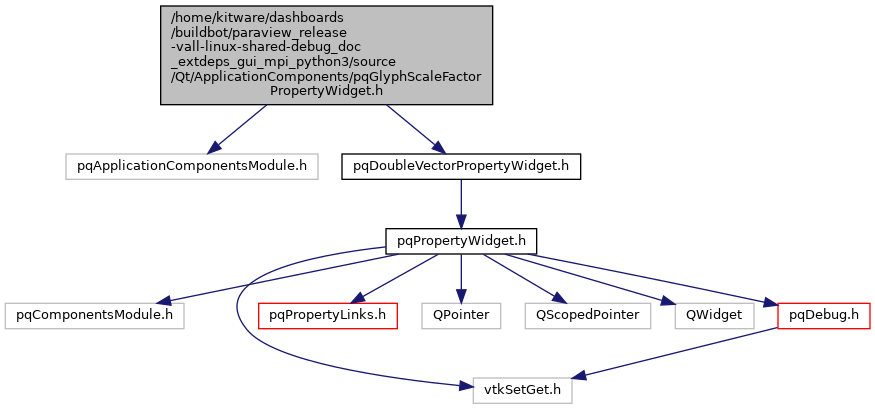 /home/kitware/dashboards
/buildbot/paraview_release
-vall-linux-shared-debug_doc
_extdeps_gui_mpi_python3/source
/Qt/ApplicationComponents/pqGlyphScaleFactor
PropertyWidget.h
pqApplicationComponentsModule.h
pqDoubleVectorPropertyWidget.h
pqPropertyWidget.h
pqComponentsModule.h
pqPropertyLinks.h
QPointer
QScopedPointer
QWidget
pqDebug.h
vtkSetGet.h